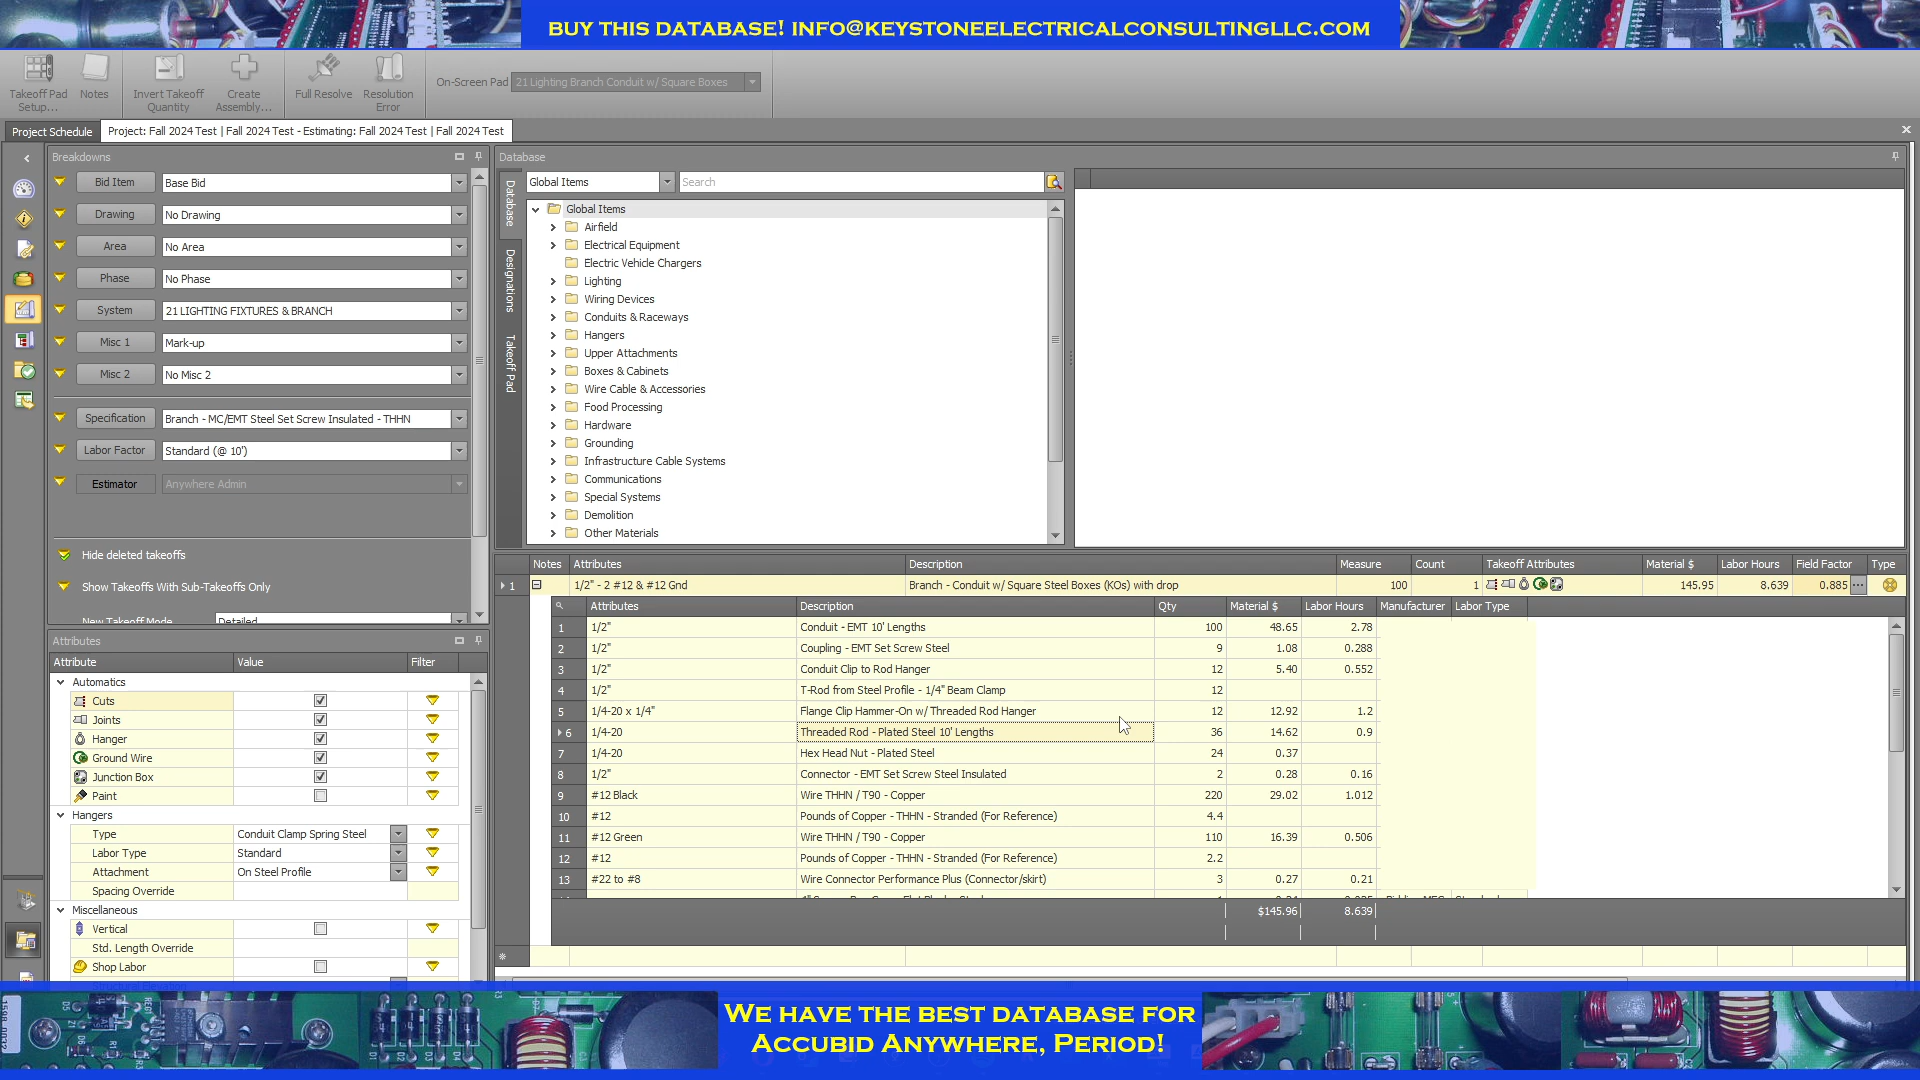 BUY THIS DATABASE! INFO@KEYSTONEELECTRICALCONSULTINGLLC.COM
Takeoff Pad Setup...
Notes
Invert Takeoff Quantity
Create Assembly...
Full Resolve
Resolution Error
On-Screen Pad 21 Lighting Branch Conduit w/ Square Boxes
Project Schedule
Project: Fall 2024 Test | Fall 2024 Test - Estimating: Fall 2024 Test | Fall 2024 Test
Breakdowns
Bid Item Base Bid
Drawing No Drawing
Area No Area
Phase No Phase
System 21 LIGHTING FIXTURES & BRANCH
Misc 1 Mark-up
Misc 2 No Misc 2
Specification Branch - MC/EMT Steel Set Screw Insulated - THHN
Labor Factor Standard (@ 10')
Estimator Anywhere Admin
Hide deleted takeoffs
Show Takeoffs With Sub-Takeoffs Only
New Takeoff Mode Detailed
Attributes
Attribute Value Filter
Automatics
Cuts
Joints
Hanger
Ground Wire
Junction Box
Paint
Hangers
Type Conduit Clamp Spring Steel
Labor Type Standard
Attachment On Steel Profile
Spacing Override
Miscellaneous
Vertical
Std. Length Override
Shop Labor
Database
Database
Designations
Takeoff Pad
Global Items
Search
Global Items
Airfield
Electrical Equipment
Electric Vehicle Chargers
Lighting
Wiring Devices
Conduits & Raceways
Hangers
Upper Attachments
Boxes & Cabinets
Wire Cable & Accessories
Food Processing
Hardware
Grounding
Infrastructure Cable Systems
Communications
Special Systems
Demolition
Other Materials
Notes Attributes Description Measure Count Takeoff Attributes Material $ Labor Hours Field Factor Type
1 1/2" - 2 #12 & #12 Gnd Branch - Conduit w/ Square Steel Boxes (KOs) with drop 100 1 145.95 8.639 0.885
Attributes Description Qty Material $ Labor Hours Manufacturer Labor Type
1 1/2" Conduit - EMT 10' Lengths 100 48.65 2.78
2 1/2" Coupling - EMT Set Screw Steel 9 1.08 0.288
3 1/2" Conduit Clip to Rod Hanger 12 5.40 0.552
4 1/2" T-Rod from Steel Profile - 1/4" Beam Clamp 12
5 1/4-20 x 1/4" Flange Clip Hammer-On w/ Threaded Rod Hanger 12 12.92 1.2
6 1/4-20 Threaded Rod - Plated Steel 10' Lengths 36 14.62 0.9
7 1/4-20 Hex Head Nut - Plated Steel 24 0.37
8 1/2" Connector - EMT Set Screw Steel Insulated 2 0.28 0.16
9 #12 Black Wire THHN / T90 - Copper 220 29.02 1.012
10 #12 Pounds of Copper - THHN - Stranded (For Reference) 4.4
11 #12 Green Wire THHN / T90 - Copper 110 16.39 0.506
12 #12 Pounds of Copper - THHN - Stranded (For Reference) 2.2
13 #22 to #8 Wire Connector Performance Plus (Connector/skirt) 3 0.27 0.21
$145.96 8.639
WE HAVE THE BEST DATABASE FOR
ACCUBID ANYWHERE, PERIOD!